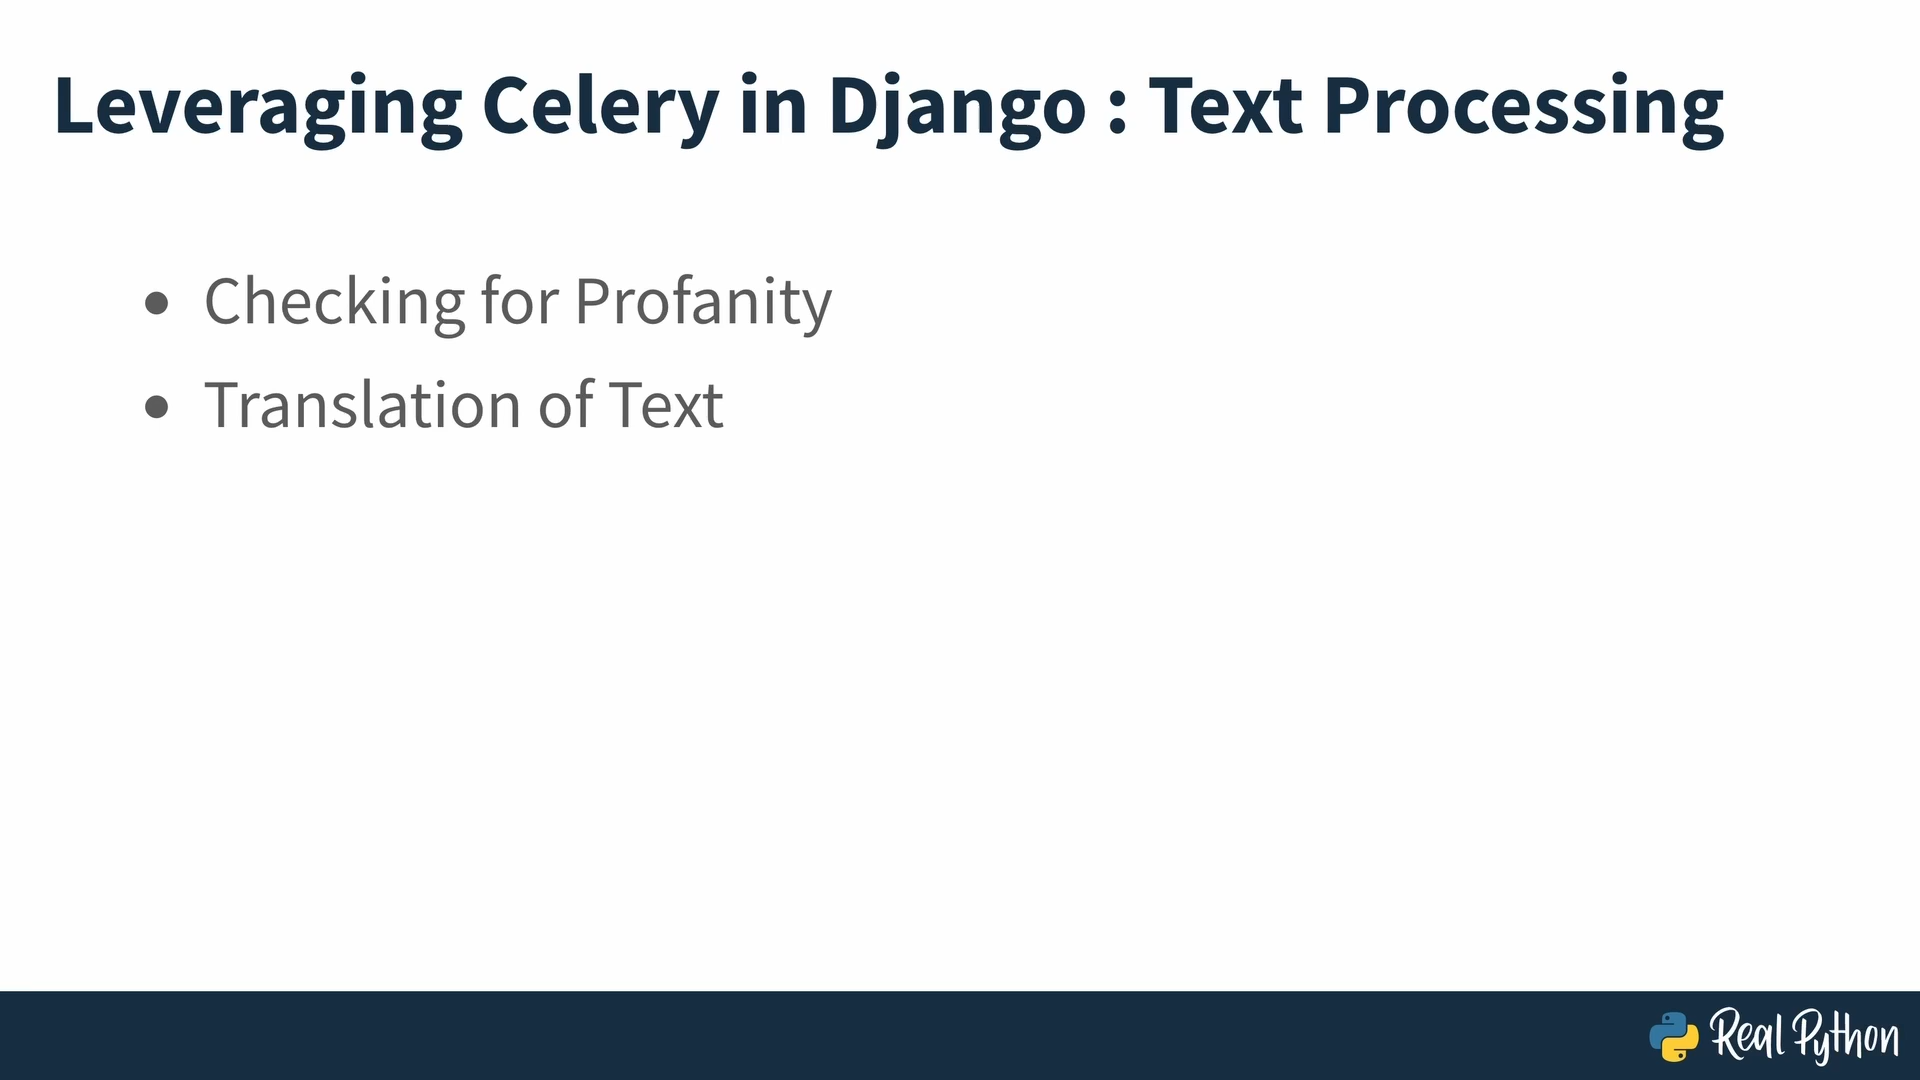 Leveraging Celery in Django : Text Processing
• Checking for Profanity
• Translation of Text
Real Python